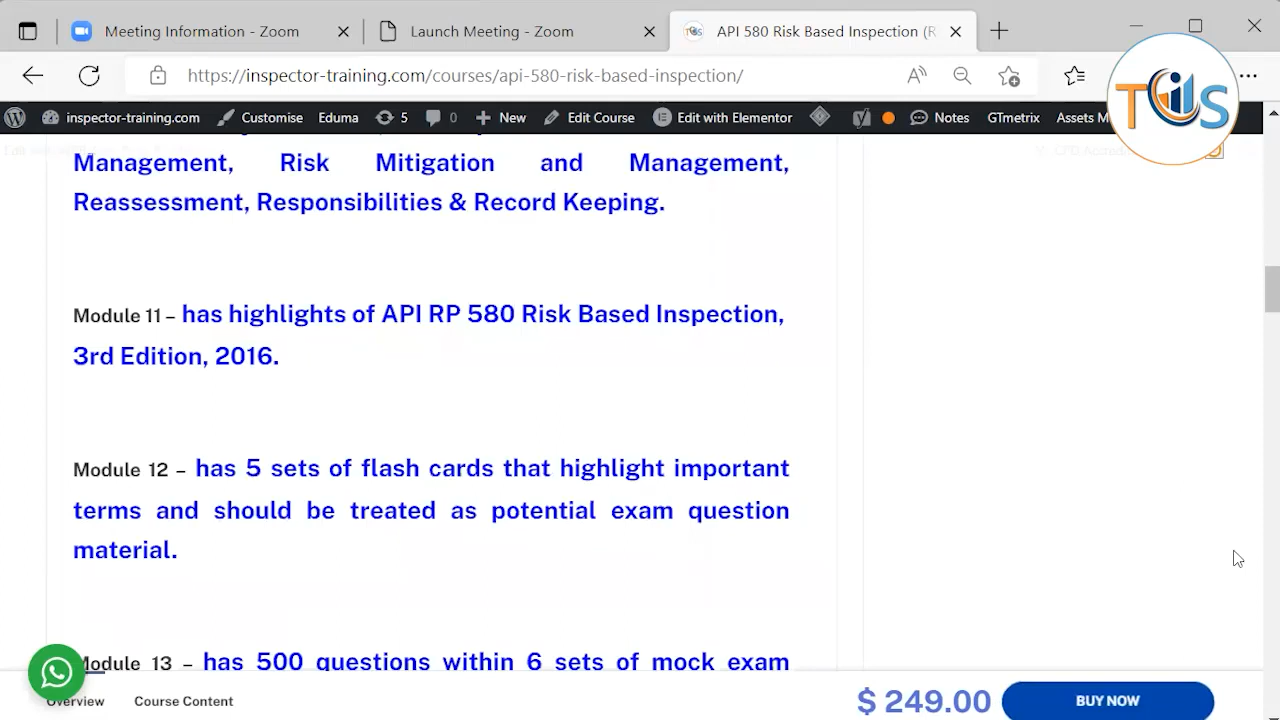 Meeting Information - Zoom
Launch Meeting - Zoom
API 580 Risk Based Inspection (R
https://inspector-training.com/courses/api-580-risk-based-inspection/
TCILS
inspector-training.com
Customise
Eduma
5
0
New
Edit Course
Edit with Elementor
Notes
GTmetrix
Assets M
Management, Risk Mitigation and Management,
Reassessment, Responsibilities & Record Keeping.
Module 11 – has highlights of API RP 580 Risk Based Inspection,
3rd Edition, 2016.
Module 12 – has 5 sets of flash cards that highlight important
terms and should be treated as potential exam question
material.
Module 13 – has 500 questions within 6 sets of mock exam
Overview
Course Content
$ 249.00
BUY NOW